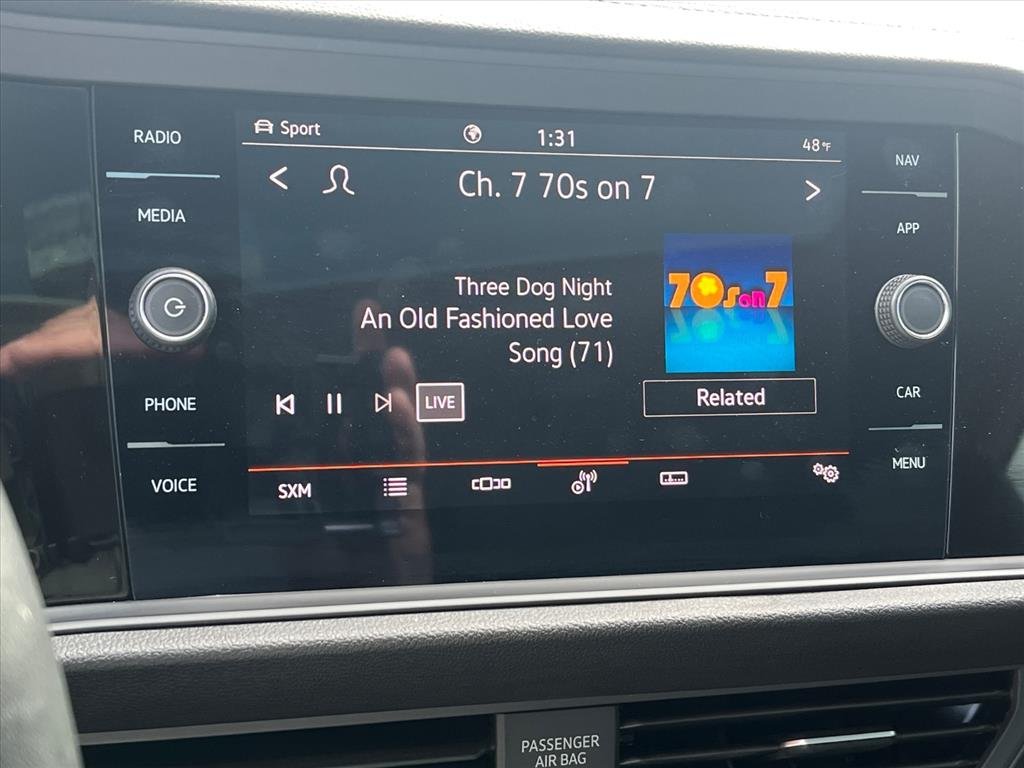 RADIO
MEDIA
PHONE
VOICE
Sport
1:31
48°F
Ch. 7 70s on 7
Three Dog Night
An Old Fashioned Love
Song (71)
70s on 7
LIVE
Related
SXM
NAV
APP
CAR
MENU
PASSENGER
AIR BAG